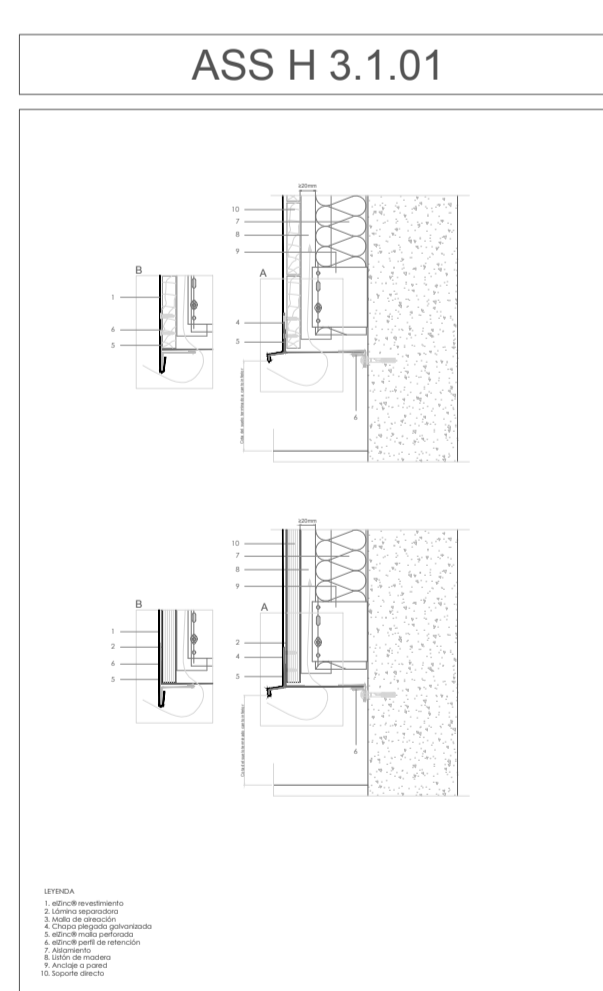 ASS H 3.1.01
≥20mm
10
7
8
9
B
A
1
4
6
5
5
6
≥20mm
10
7
8
9
B
A
1
2
2
4
6
5
5
6
LEYENDA
1. elZinc® revestimiento
2. Lámina separadora
3. Malla de aireación
4. Chapa plegada galvanizada
5. elZinc® malla perforada
6. elZinc® perfil de retención
7. Aislamiento
8. Listón de madera
9. Anclaje a pared
10. Soporte directo